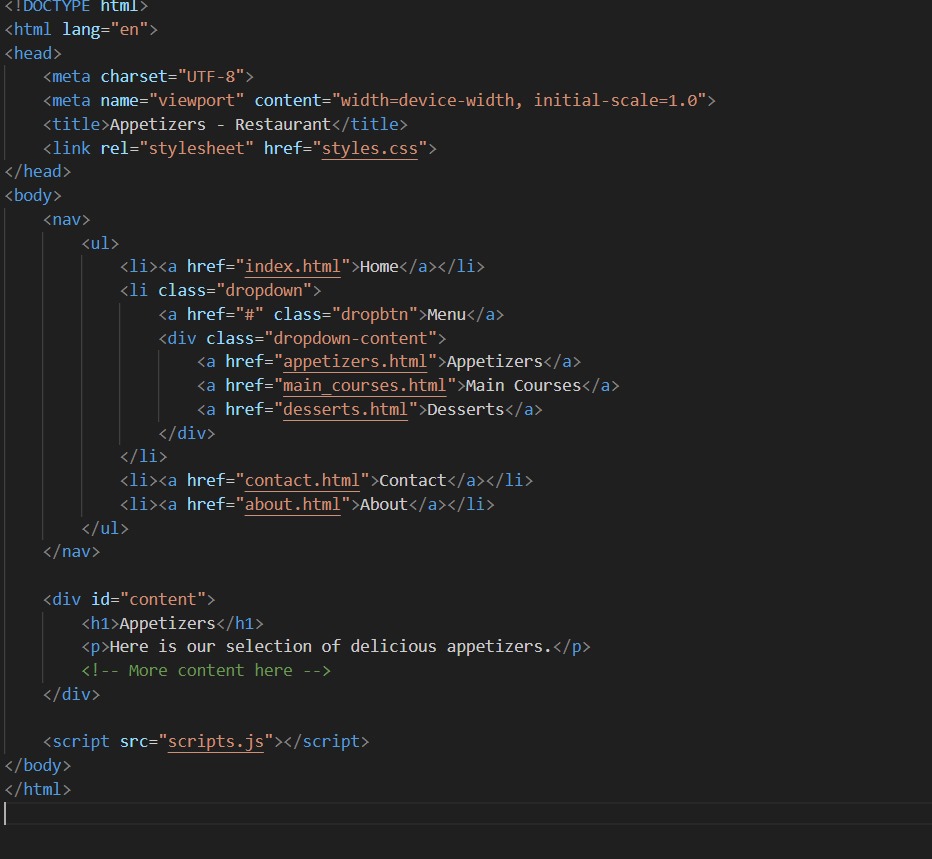 <!DOCTYPE html>
<html lang="en">
<head>
    <meta charset="UTF-8">
    <meta name="viewport" content="width=device-width, initial-scale=1.0">
    <title>Appetizers - Restaurant</title>
    <link rel="stylesheet" href="styles.css">
</head>
<body>
    <nav>
        <ul>
            <li><a href="index.html">Home</a></li>
            <li class="dropdown">
                <a href="#" class="dropbtn">Menu</a>
                <div class="dropdown-content">
                    <a href="appetizers.html">Appetizers</a>
                    <a href="main_courses.html">Main Courses</a>
                    <a href="desserts.html">Desserts</a>
                </div>
            </li>
            <li><a href="contact.html">Contact</a></li>
            <li><a href="about.html">About</a></li>
        </ul>
    </nav>

    <div id="content">
        <h1>Appetizers</h1>
        <p>Here is our selection of delicious appetizers.</p>
        <!-- More content here -->
    </div>

    <script src="scripts.js"></script>
</body>
</html>